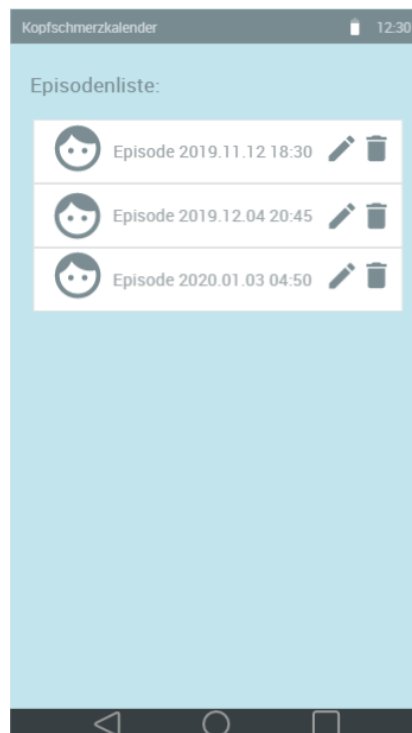 Kopfschmerzkalender 12:30
Episodenliste:
Episode 2019.11.12 18:30
Episode 2019.12.04 20:45
Episode 2020.01.03 04:50